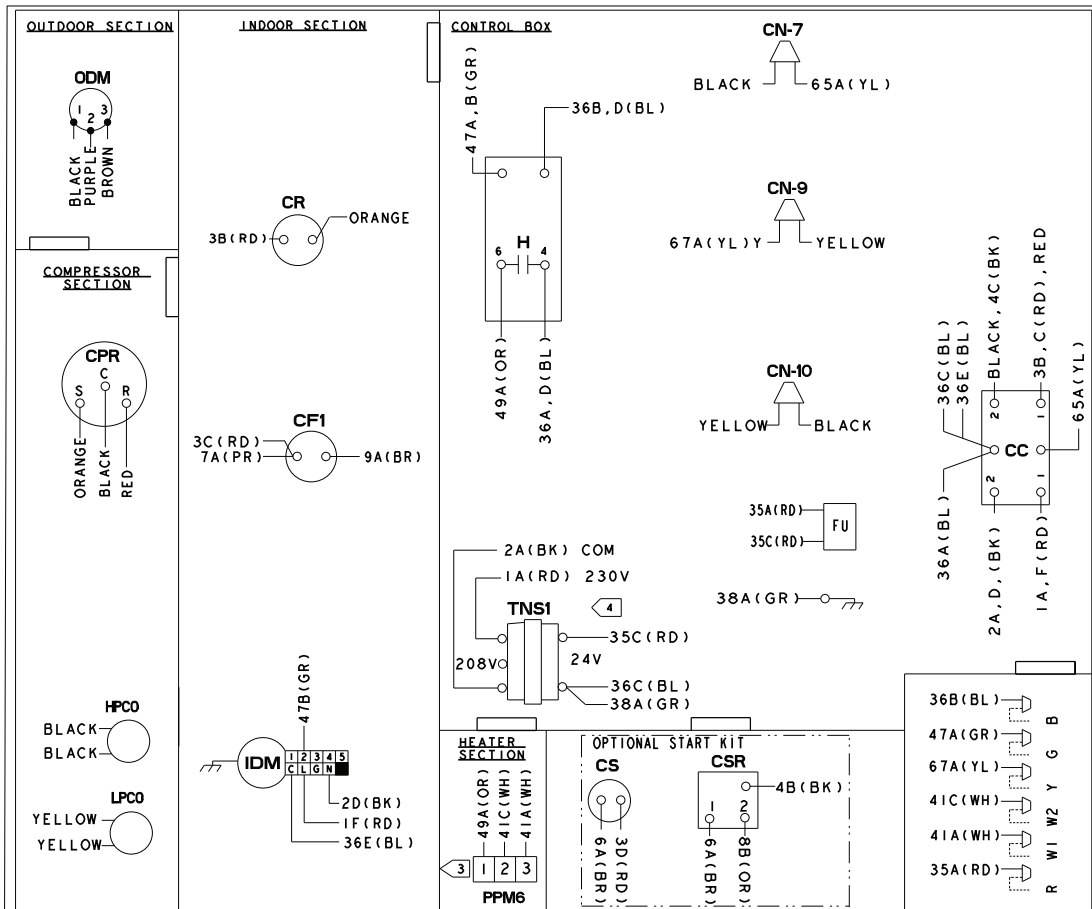 OUTDOOR SECTION
ODM
1 2 3
BLACK
PURPLE
BROWN
COMPRESSOR
SECTION
CPR
C
S R
ORANGE
BLACK
RED
HPCO
BLACK
BLACK
LPCO
YELLOW
YELLOW
INDOOR SECTION
CR
3B(RD)
ORANGE
CF1
3C(RD)
7A(PR)
9A(BR)
47B(GR)
IDM
1 2 3 4 5
C L G N
2D(BK)
1F(RD)
36E(BL)
CONTROL BOX
47A,B(GR)
36B,D(BL)
H
6 4
49A(OR)
36A,D(BL)
CN-7
BLACK 65A(YL)
CN-9
67A(YL)Y YELLOW
CN-10
YELLOW BLACK
35A(RD)
35C(RD)
FU
38A(GR)
36C(BL)
36E(BL)
BLACK,4C(BK)
3B,C(RD),RED
65A(YL)
2 1
CC
2 1
36A(BL)
2A,D,(BK)
1A,F(RD)
2A(BK) COM
1A(RD) 230V
TNS1
4
35C(RD)
208V
24V
36C(BL)
38A(GR)
HEATER
SECTION
49A(OR)
41C(WH)
41A(WH)
3
1 2 3
PPM6
OPTIONAL START KIT
CS
6A(BR)
3D(RD)
CSR
4B(BK)
1 2
6A(BR)
8B(OR)
36B(BL) B
47A(GR) G
67A(YL) Y
41C(WH) W2
41A(WH) W1
35A(RD) R